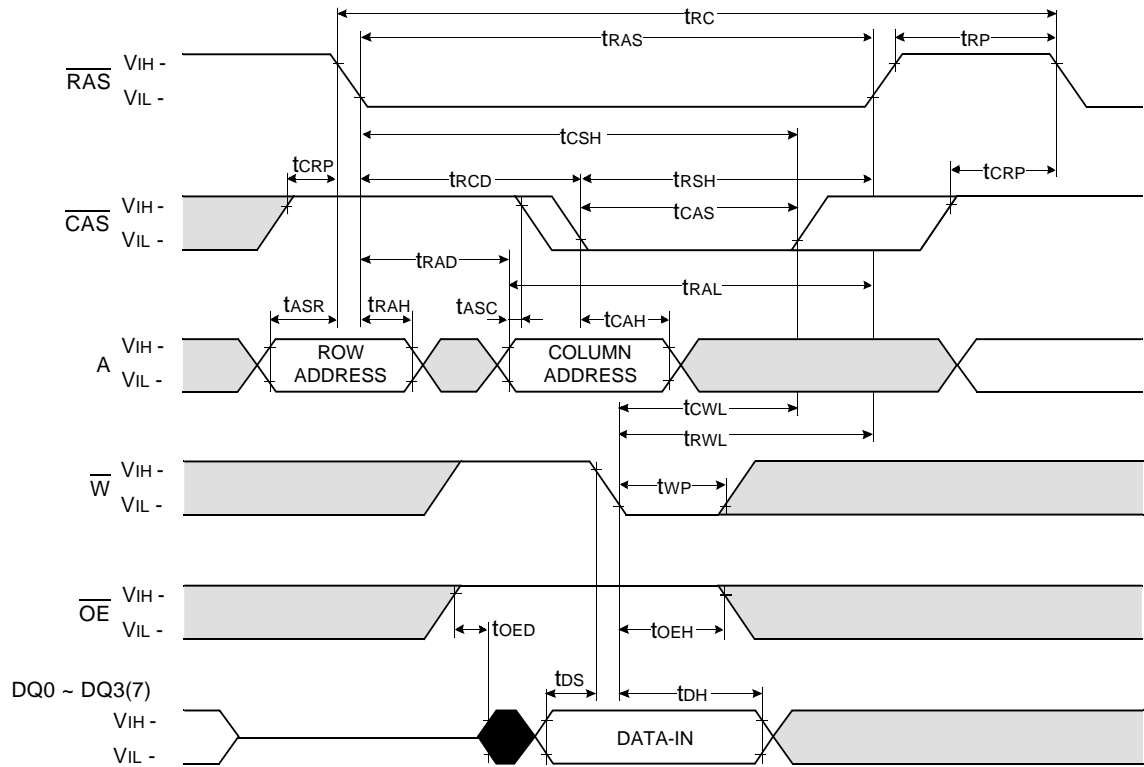 tRC
tRAS
tRP
RAS
VIH -
VIL -
tCSH
tCRP
tRCD
tRSH
tCRP
CAS
VIH -
VIL -
tCAS
tRAD
tRAL
tASR
tRAH
tASC
tCAH
A
VIH -
VIL -
ROW
ADDRESS
COLUMN
ADDRESS
tCWL
tRWL
W
VIH -
VIL -
tWP
OE
VIH -
VIL -
tOED
tOEH
DQ0 ~ DQ3(7)
tDS
tDH
VIH -
VIL -
DATA-IN